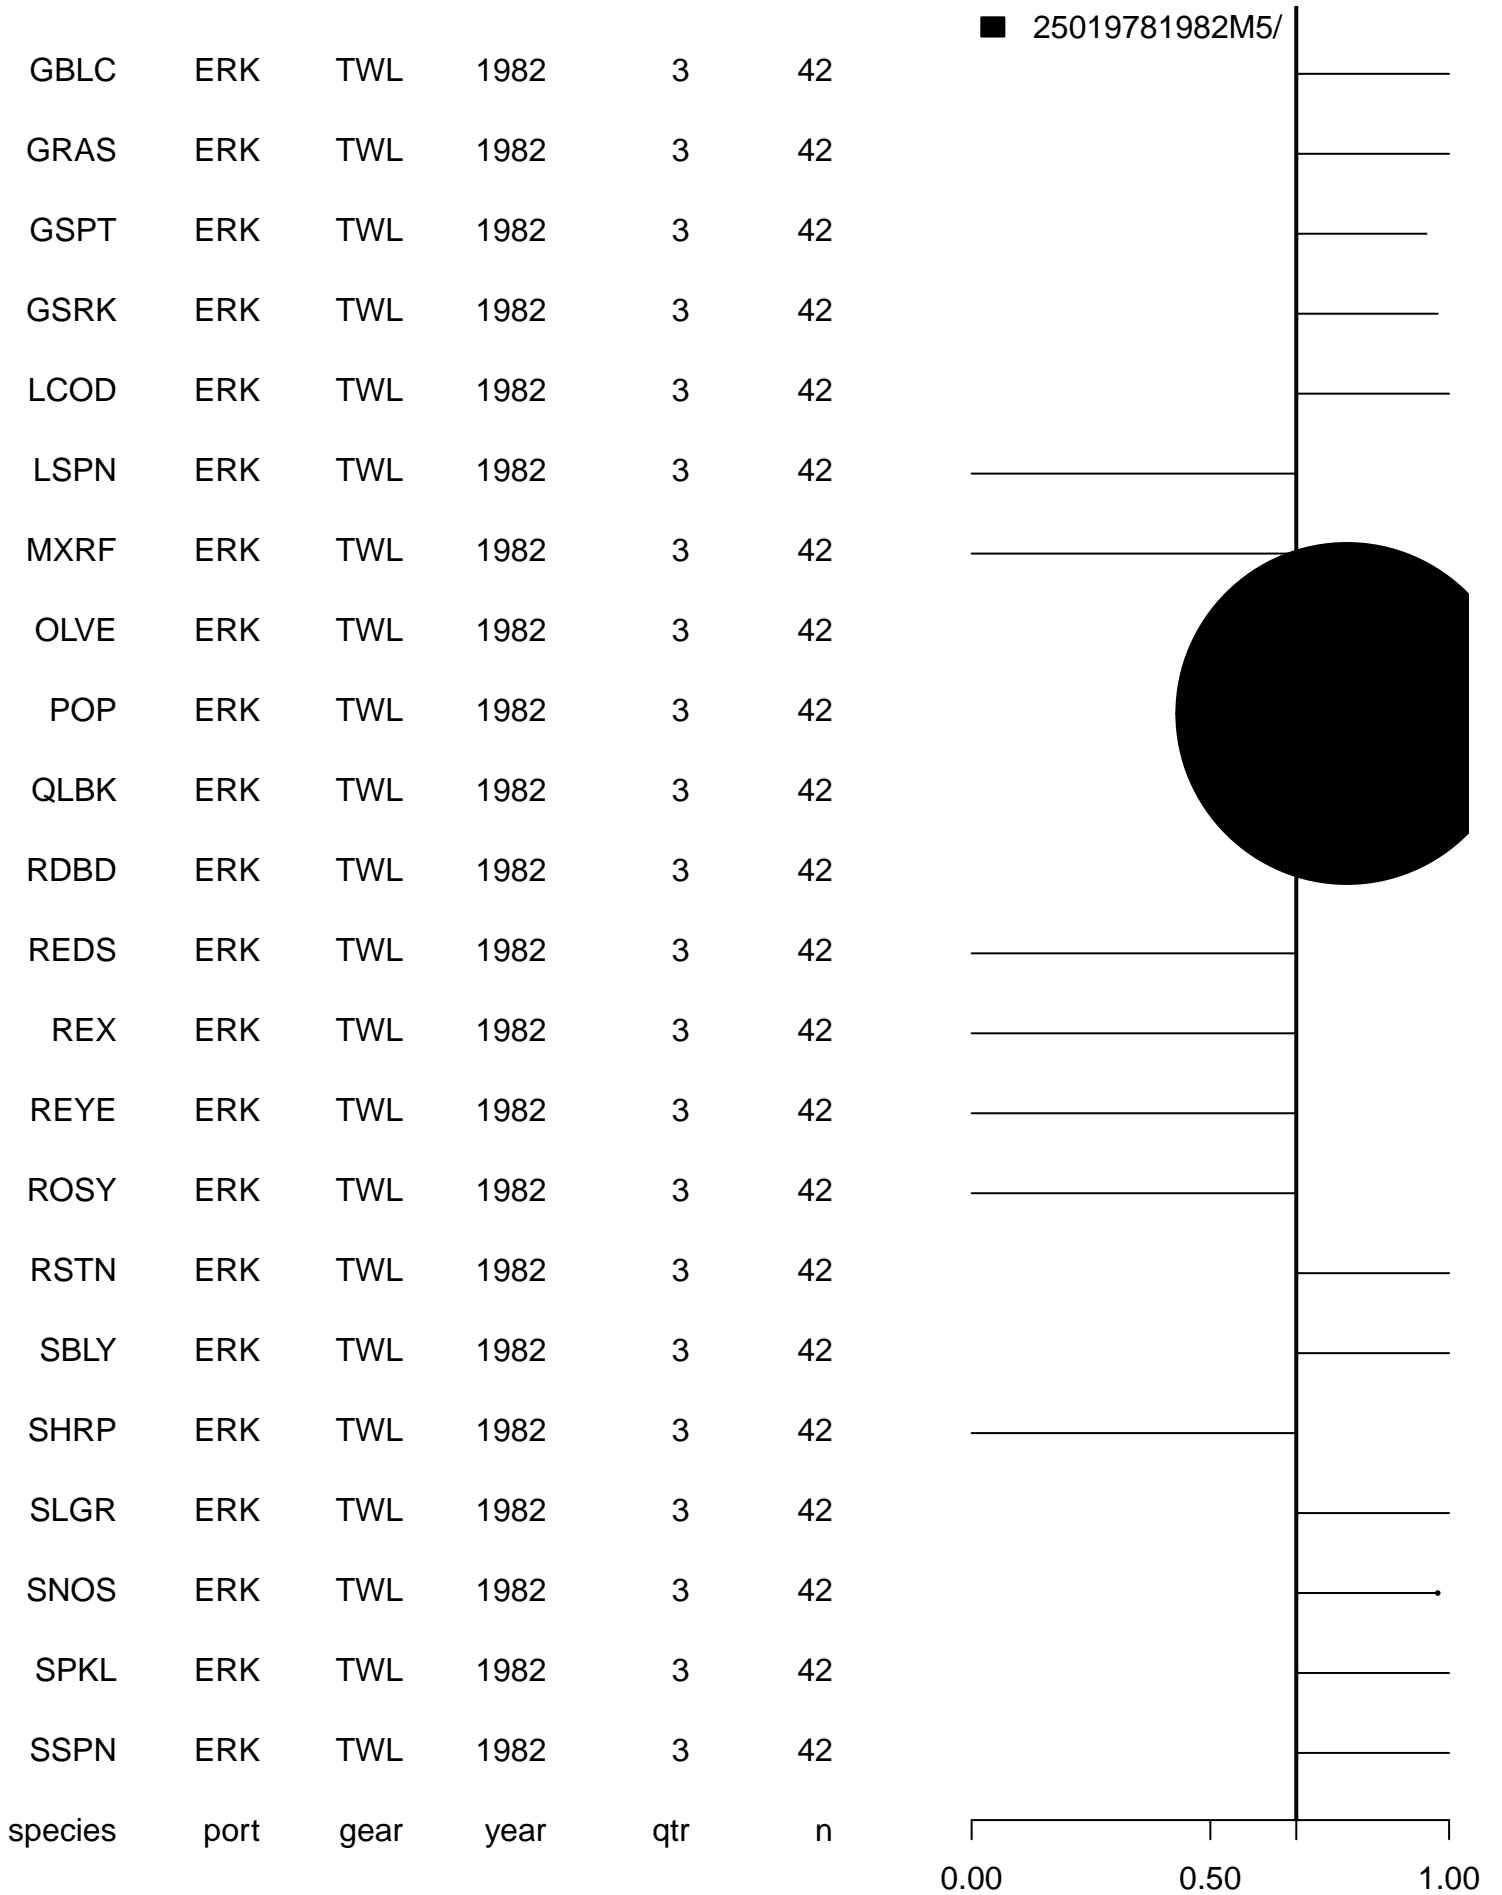 25019781982M5/
GBLC ERK TWL 1982 3 42
GRAS ERK TWL 1982 3 42
GSPT ERK TWL 1982 3 42
GSRK ERK TWL 1982 3 42
LCOD ERK TWL 1982 3 42
LSPN ERK TWL 1982 3 42
MXRF ERK TWL 1982 3 42
OLVE ERK TWL 1982 3 42
POP ERK TWL 1982 3 42
QLBK ERK TWL 1982 3 42
RDBD ERK TWL 1982 3 42
REDS ERK TWL 1982 3 42
REX ERK TWL 1982 3 42
REYE ERK TWL 1982 3 42
ROSY ERK TWL 1982 3 42
RSTN ERK TWL 1982 3 42
SBLY ERK TWL 1982 3 42
SHRP ERK TWL 1982 3 42
SLGR ERK TWL 1982 3 42
SNOS ERK TWL 1982 3 42
SPKL ERK TWL 1982 3 42
SSPN ERK TWL 1982 3 42
species port gear year qtr n
0.00 0.50 1.00